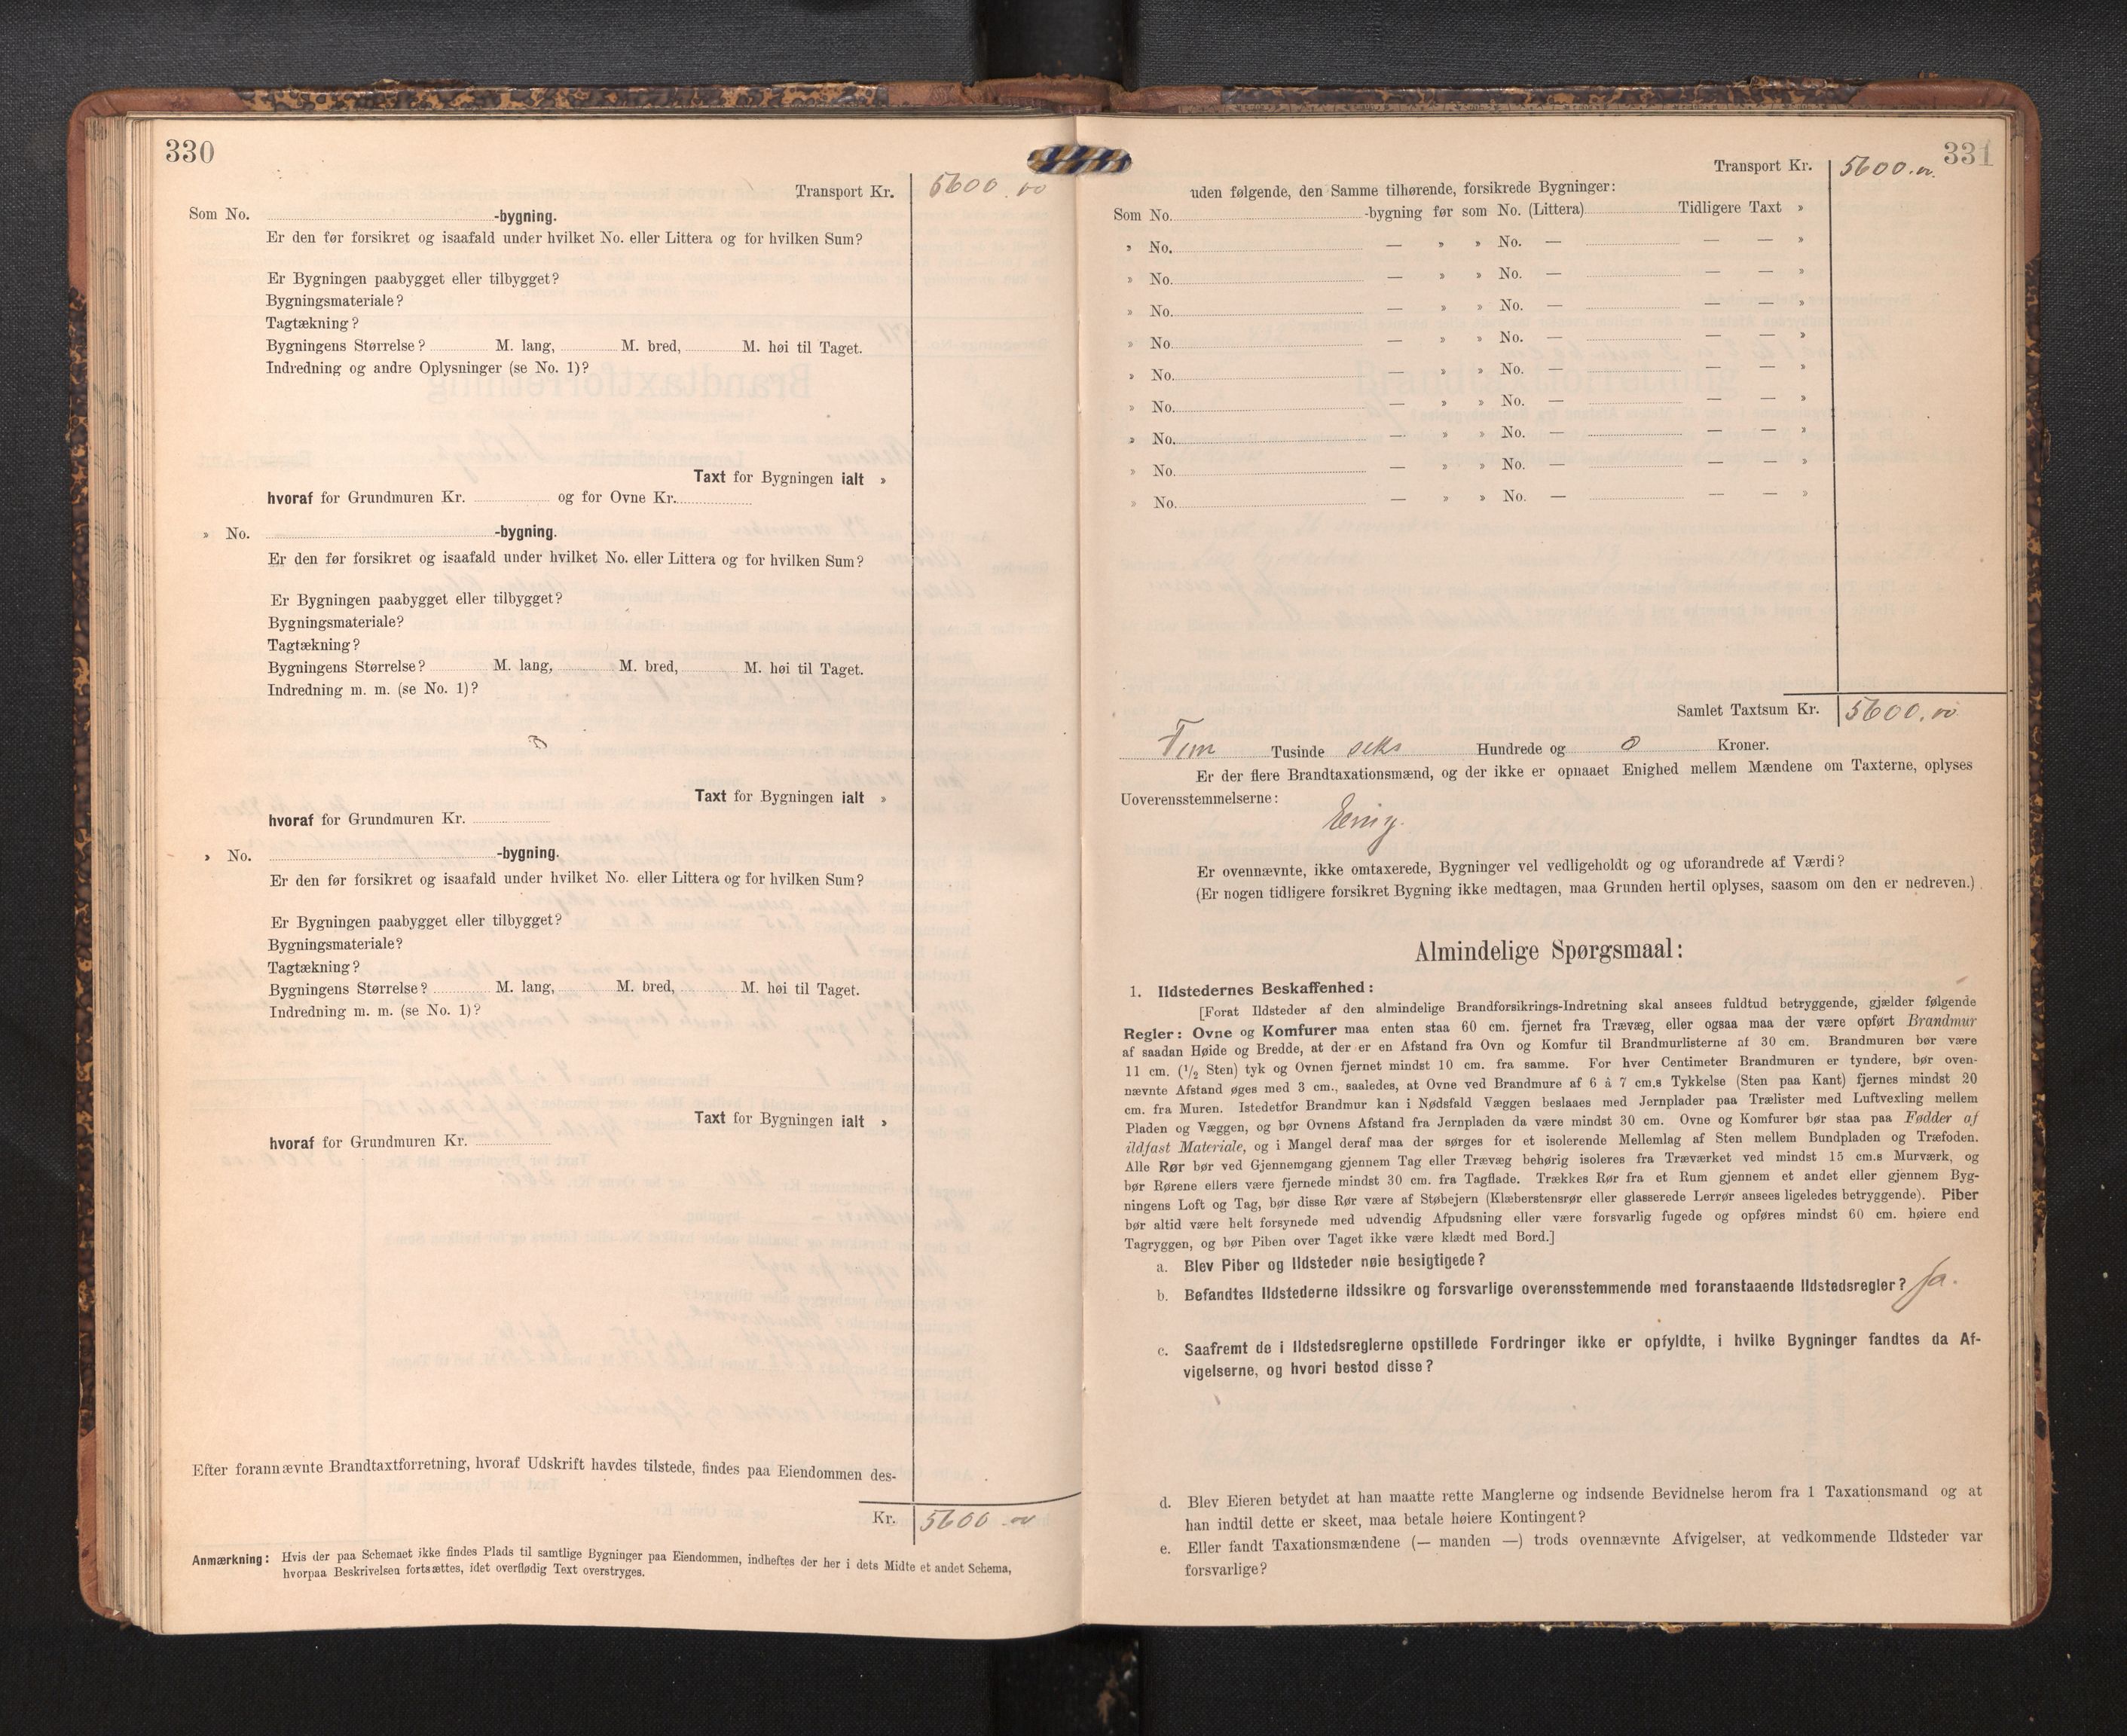 330
Transport Kr. 5600.00
Som No. -bygning.
Er den før forsikret og isaafald under hvilket No. eller Littera og for hvilken Sum?
Er Bygningen paabygget eller tilbygget?
Bygningsmateriale?
Tagtækning?
Bygningens Størrelse? M. lang, M. bred, M. høi til Taget.
Indredning og andre Oplysninger (se No. 1)?
Taxt for Bygningen ialt »
hvoraf for Grundmuren Kr. og for Ovne Kr.
» No. -bygning.
Er den før forsikret og isaafald under hvilket No. eller Littera og for hvilken Sum?
Er Bygningen paabygget eller tilbygget?
Bygningsmateriale?
Tagtækning?
Bygningens Størrelse? M. lang, M. bred, M. høi til Taget.
Indredning m. m. (se No. 1)?
Taxt for Bygningen ialt »
hvoraf for Grundmuren Kr.
» No. -bygning.
Er den før forsikret og isaafald under hvilket No. eller Littera og for hvilken Sum?
Er Bygningen paabygget eller tilbygget?
Bygningsmateriale?
Tagtækning?
Bygningens Størrelse? M. lang, M. bred, M. høi til Taget.
Indredning m. m. (se No. 1)?
Taxt for Bygningen ialt »
hvoraf for Grundmuren Kr.
Efter forannævnte Brandtaxtforretning, hvoraf Udskrift havdes tilstede, findes paa Eiendommen des-
Kr. 5600.00
Anmærkning: Hvis der paa Schemaet ikke findes Plads til samtlige Bygninger paa Eiendommen, indheftes der her i dets Midte et andet Schema,
hvorpaa Beskrivelsen fortsættes, idet overflødig Text overstryges.
331
Transport Kr. 5600.00
uden følgende, den Samme tilhørende, forsikrede Bygninger:
Som No. -bygning før som No. (Littera) Tidligere Taxt »
» No. — » » No. — — — »
» No. — » » No. — — — »
» No. — » » No. — — — »
» No. — » » No. — — — »
» No. — » » No. — — — »
» No. — » » No. — — — »
» No. — » » No. — — — »
» No. — » » No. — — — »
» No. — » » No. — — — »
Samlet Taxtsum Kr. 5600.00
Fem Tusinde seks Hundrede og 0 Kroner.
Er der flere Brandtaxationsmænd, og der ikke er opnaaet Enighed mellem Mændene om Taxterne, oplyses
Uoverensstemmelserne:
Enig.
Er ovennævnte, ikke omtaxerede, Bygninger vel vedligeholdt og og uforandrede af Værdi?
(Er nogen tidligere forsikret Bygning ikke medtagen, maa Grunden hertil oplyses, saasom om den er nedreven.)
Almindelige Spørgsmaal:
1. Ildstedernes Beskaffenhed:
[Forat Ildsteder af den almindelige Brandforsikrings-Indretning skal ansees fuldtud betryggende, gjælder følgende
Regler: Ovne og Komfurer maa enten staa 60 cm. fjernet fra Trævæg, eller ogsaa maa der være opført Brandmur
af saadan Høide og Bredde, at der er en Afstand fra Ovn og Komfur til Brandmurlisterne af 30 cm. Brandmuren bør være
11 cm. (1/2 Sten) tyk og Ovnen fjernet mindst 10 cm. fra samme. For hver Centimeter Brandmuren er tyndere, bør oven-
nævnte Afstand øges med 3 cm., saaledes, at Ovne ved Brandmure af 6 à 7 cm.s Tykkelse (Sten paa Kant) fjernes mindst 20
cm. fra Muren. Istedetfor Brandmur kan i Nødsfald Væggen beslaaes med Jernplader paa Trælister med Luftvexling mellem
Pladen og Væggen, og bør Ovnens Afstand fra Jernpladen da være mindst 30 cm. Ovne og Komfurer bør staa paa Fødder af
ildfast Materiale, og i Mangel deraf maa der sørges for et isolerende Mellemlag af Sten mellem Bundpladen og Træfoden.
Alle Rør bør ved Gjennemgang gjennem Tag eller Trævæg behørig isoleres fra Træværket ved mindst 15 cm.s Murværk, og
bør Rørene ellers være fjernede mindst 30 cm. fra Tagflade. Trækkes Rør fra et Rum gjennem et andet eller gjennem Byg-
ningens Loft og Tag, bør disse Rør være af Støbejern (Klæberstensrør eller glasserede Lerrør ansees ligeledes betryggende). Piber
bør altid være helt forsynede med udvendig Afpudsning eller være forsvarlig fugede og opføres mindst 60 cm. høiere end
Tagryggen, og bør Piben over Taget ikke være klædt med Bord.]
a. Blev Piber og Ildsteder nøie besigtigede?
b. Befandtes Ildstederne ildssikre og forsvarlige overensstemmende med foranstaaende Ildstedsregler? Ja.
c. Saafremt de i Ildstedsreglerne opstillede Fordringer ikke er opfyldte, i hvilke Bygninger fandtes da Af-
vigelserne, og hvori bestod disse?
d. Blev Eieren betydet at han maatte rette Manglerne og indsende Bevidnelse herom fra 1 Taxationsmand og at
han indtil dette er skeet, maa betale høiere Kontingent?
e. Eller fandt Taxationsmændene (— manden —) trods ovennævnte Afvigelser, at vedkommende Ildsteder var
forsvarlige?